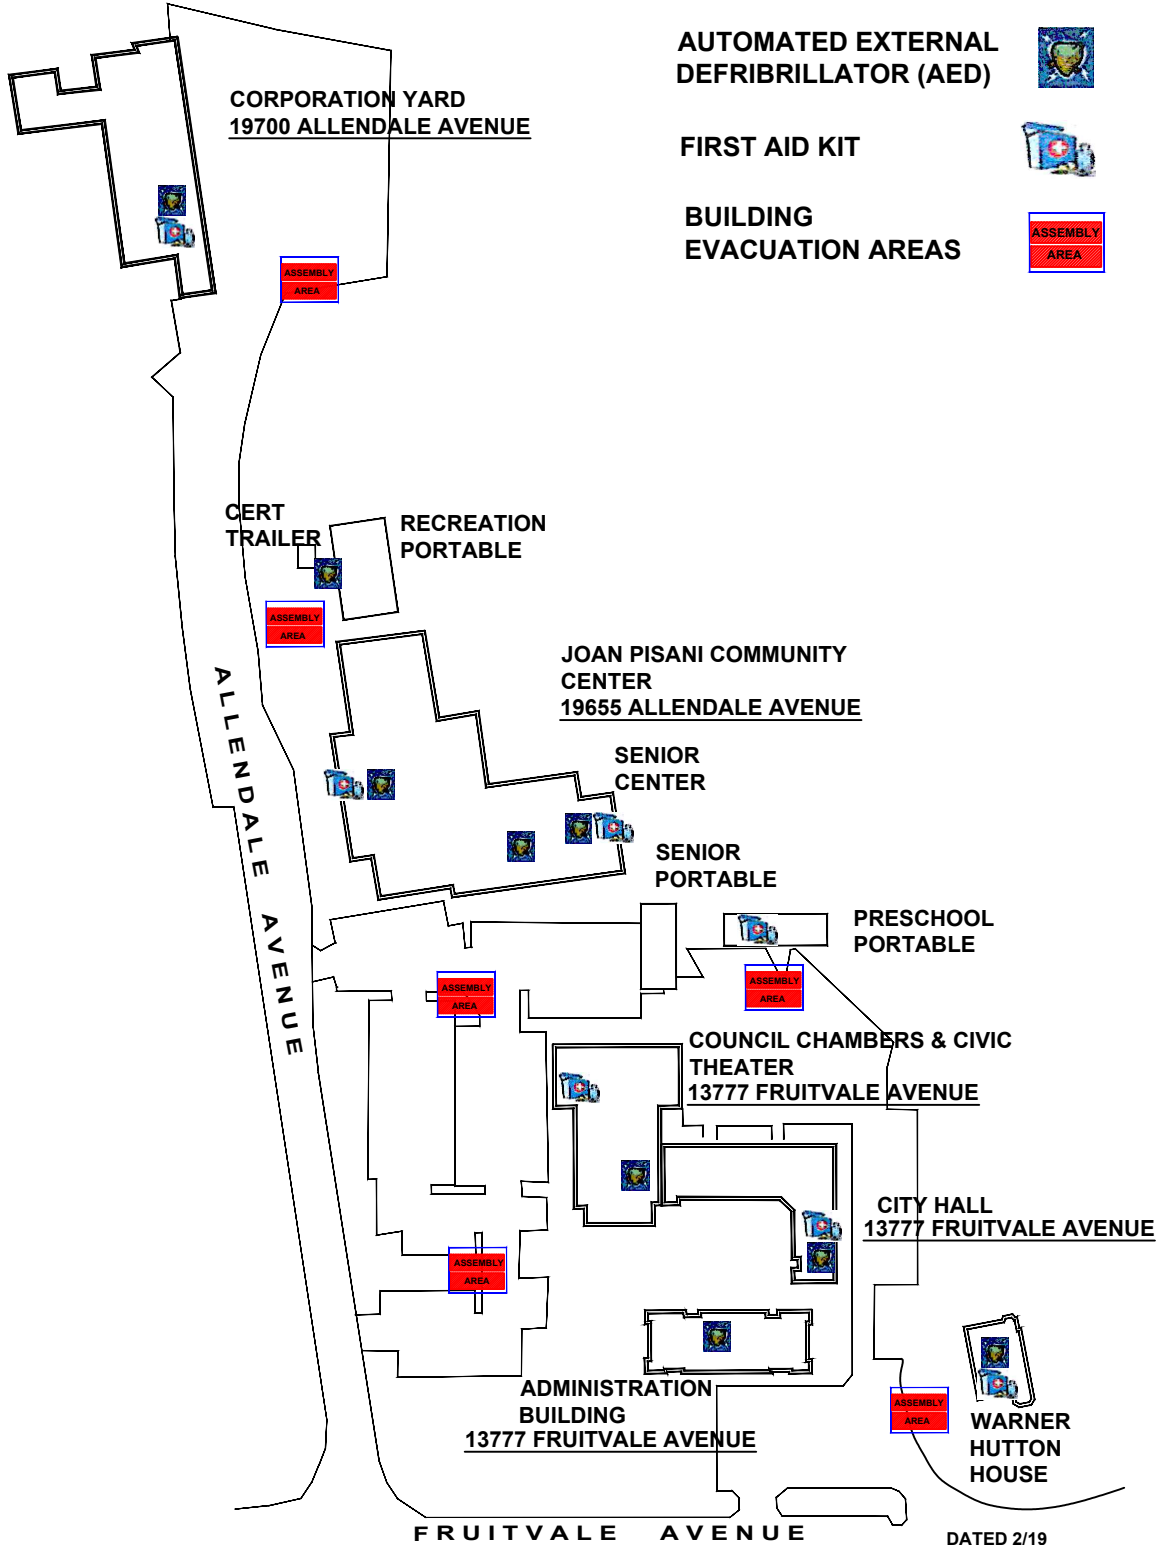 AUTOMATED EXTERNAL
DEFRIBRILLATOR (AED)
CORPORATION YARD
19700 ALLENDALE AVENUE
FIRST AID KIT
BUILDING
EVACUATION AREAS
ASSEMBLY
AREA
ASSEMBLY
AREA
CERT
TRAILER
RECREATION
PORTABLE
ASSEMBLY
AREA
JOAN PISANI COMMUNITY
CENTER
19655 ALLENDALE AVENUE
ALLENDALE AVENUE
SENIOR
CENTER
SENIOR
PORTABLE
PRESCHOOL
PORTABLE
ASSEMBLY
AREA
ASSEMBLY
AREA
COUNCIL CHAMBERS & CIVIC
THEATER
13777 FRUITVALE AVENUE
CITY HALL
13777 FRUITVALE AVENUE
ASSEMBLY
AREA
ADMINISTRATION
BUILDING
13777 FRUITVALE AVENUE
ASSEMBLY
AREA
WARNER
HUTTON
HOUSE
FRUITVALE AVENUE
DATED 2/19